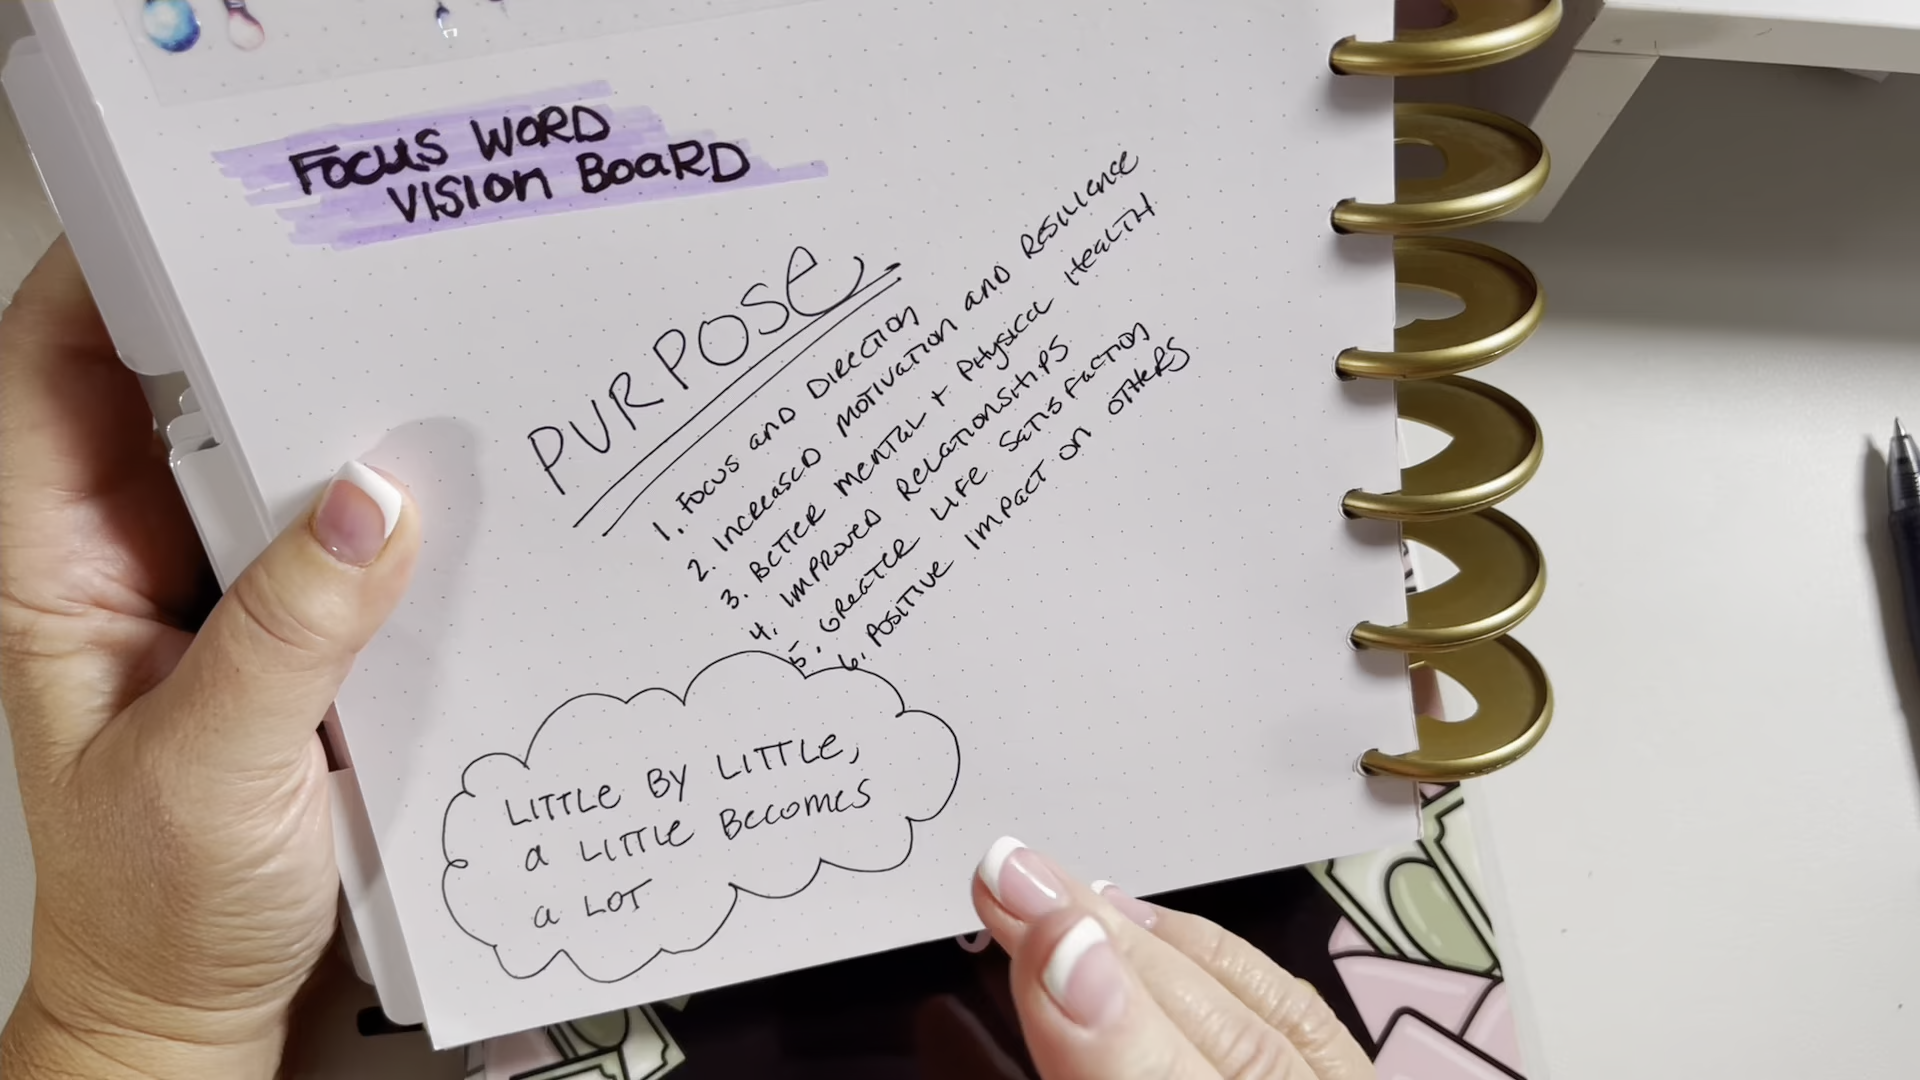 FOCUS WORD
VISION BOARD
PURPOSE
1. FOCUS AND DIRECTION
2. INCREASED MOTIVATION AND RESILIENCE
3. BETTER MENTAL + PHYSICAL HEALTH
4. IMPROVED RELATIONSHIPS
5. GREATER LIFE SATISFACTION
6. POSITIVE IMPACT ON OTHERS
LITTLE BY LITTLE,
A LITTLE BECOMES
A LOT